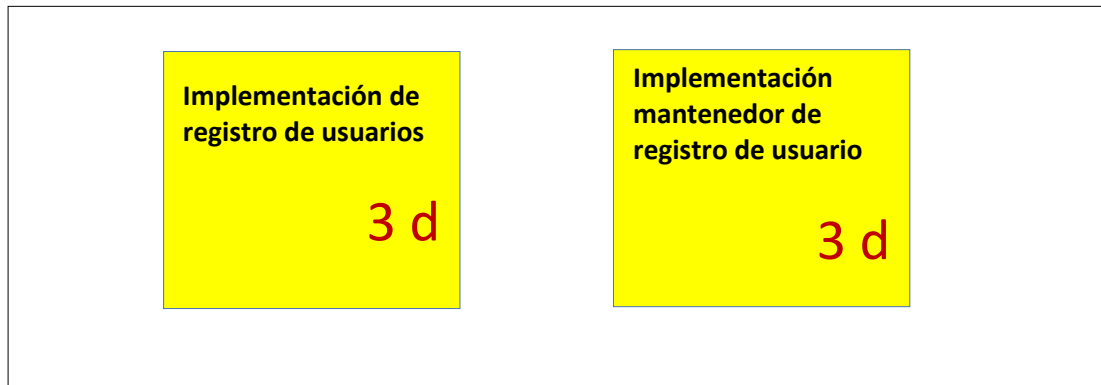 Implementación de
registro de usuarios
3 d
Implementación
mantenedor de
registro de usuario
3 d